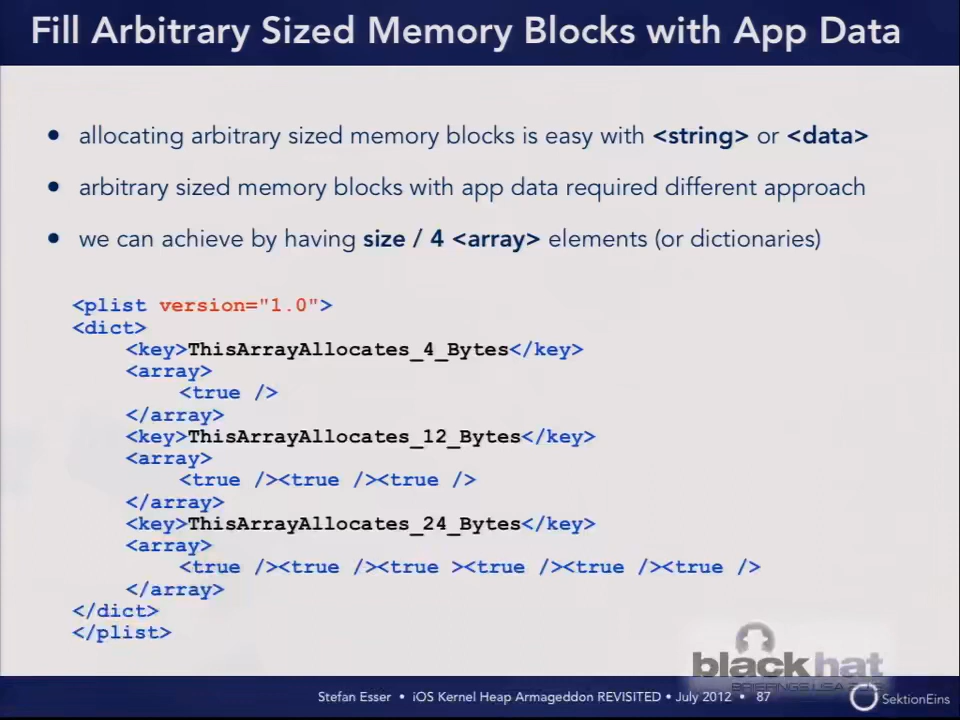 Fill Arbitrary Sized Memory Blocks with App Data
• allocating arbitrary sized memory blocks is easy with <string> or <data>
• arbitrary sized memory blocks with app data required different approach
• we can achieve by having size / 4 <array> elements (or dictionaries)
<plist version="1.0">
<dict>
<key>ThisArrayAllocates_4_Bytes</key>
<array>
<true />
</array>
<key>ThisArrayAllocates_12_Bytes</key>
<array>
<true /><true /><true />
</array>
<key>ThisArrayAllocates_24_Bytes</key>
<array>
<true /><true /><true ><true /><true /><true />
</array>
</dict>
</plist>
black hat
BRIEFINGS USA
Stefan Esser • iOS Kernel Heap Armageddon REVISITED • July 2012 • 87
SektionEins